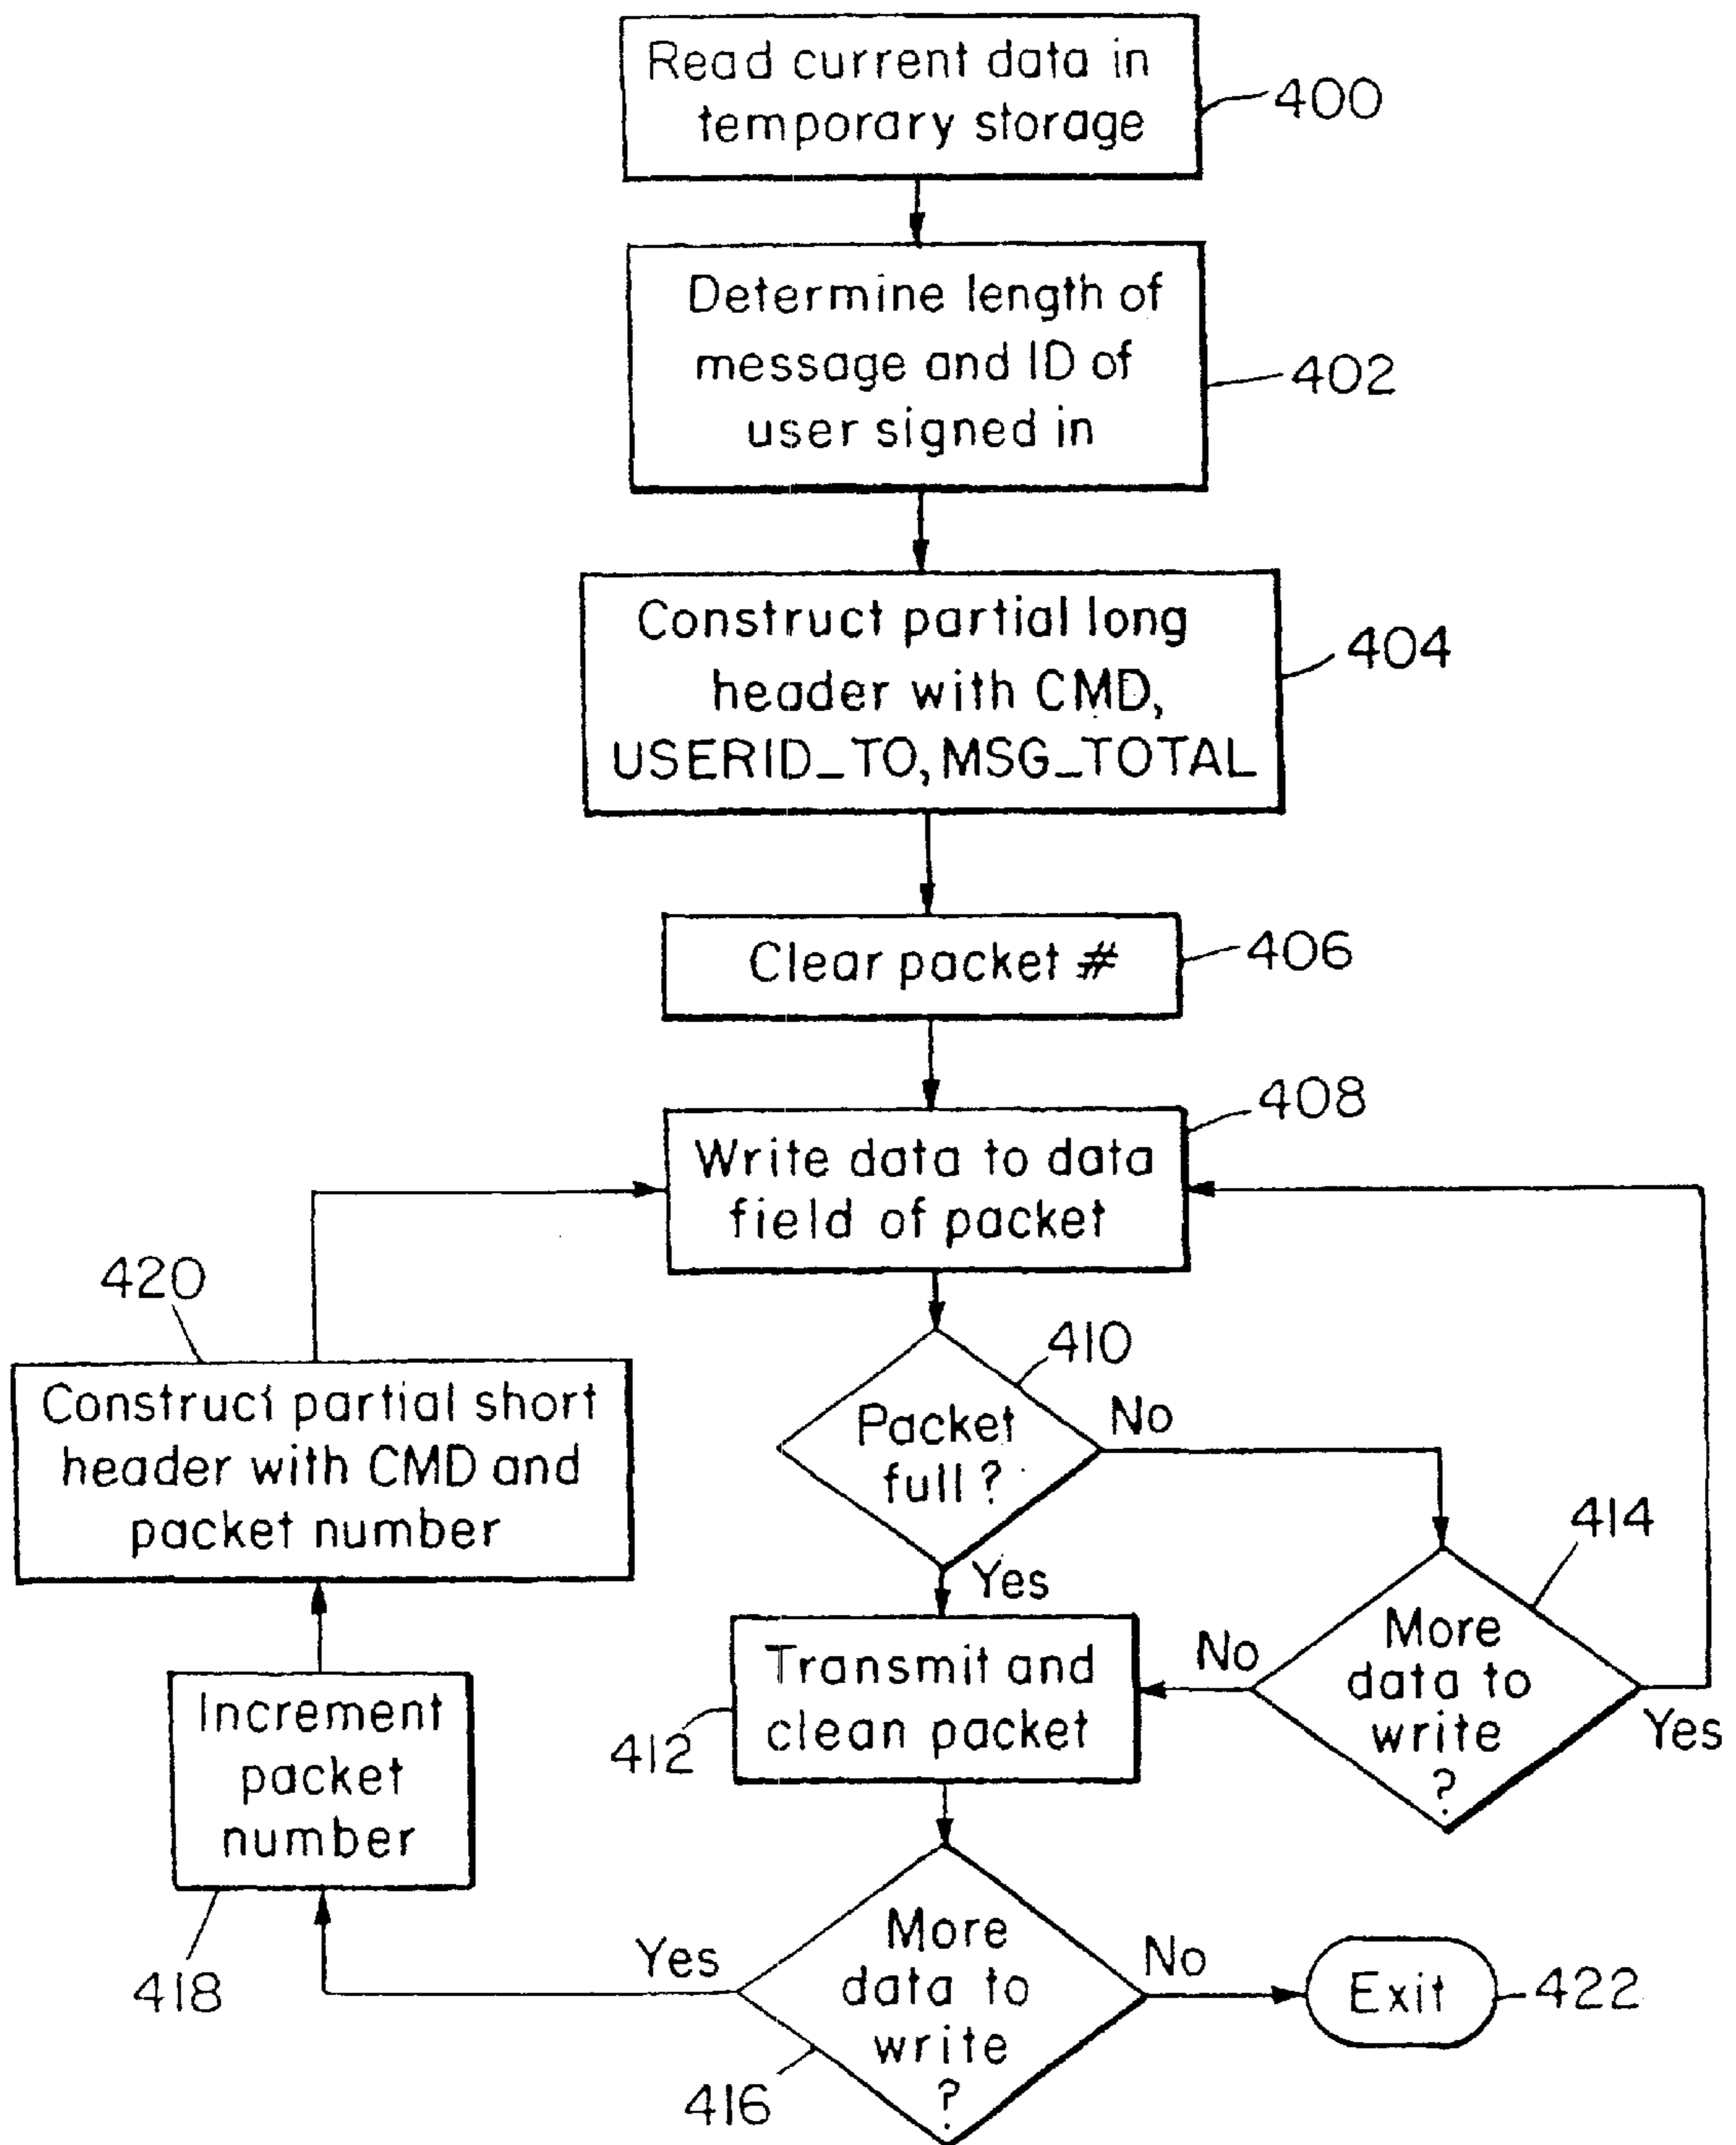 Read current data in
temporary storage
400
Determine length of
message and ID of
user signed in
402
Construct partial long
header with CMD,
USERID_TO, MSG_TOTAL
404
Clear packet #
406
408
Write data to data
field of packet
420
Construct partial short
header with CMD and
packet number
410
Packet
full ?
No
Yes
414
More
data to
write
?
No
Yes
Transmit and
clean packet
412
Increment
packet
number
418
More
data to
write
?
416
Yes
No
Exit
422